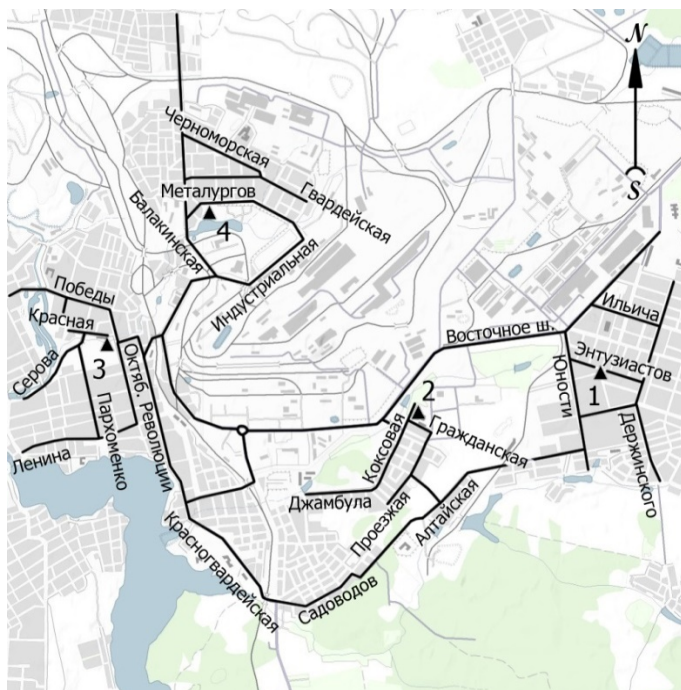 N
S
Черноморская
Металургов
Гвардейская
4
Балакинская
Индустриальная
Победы
Красная
3
Серова
Октяб. Революции
Пархоменко
Ленина
Восточное ш.
Ильича
Энтузиастов
Юности
1
Держинского
2
Коксовая
Гражданская
Джамбула
Проезжая
Алтайская
Красногвардейская
Садоводов